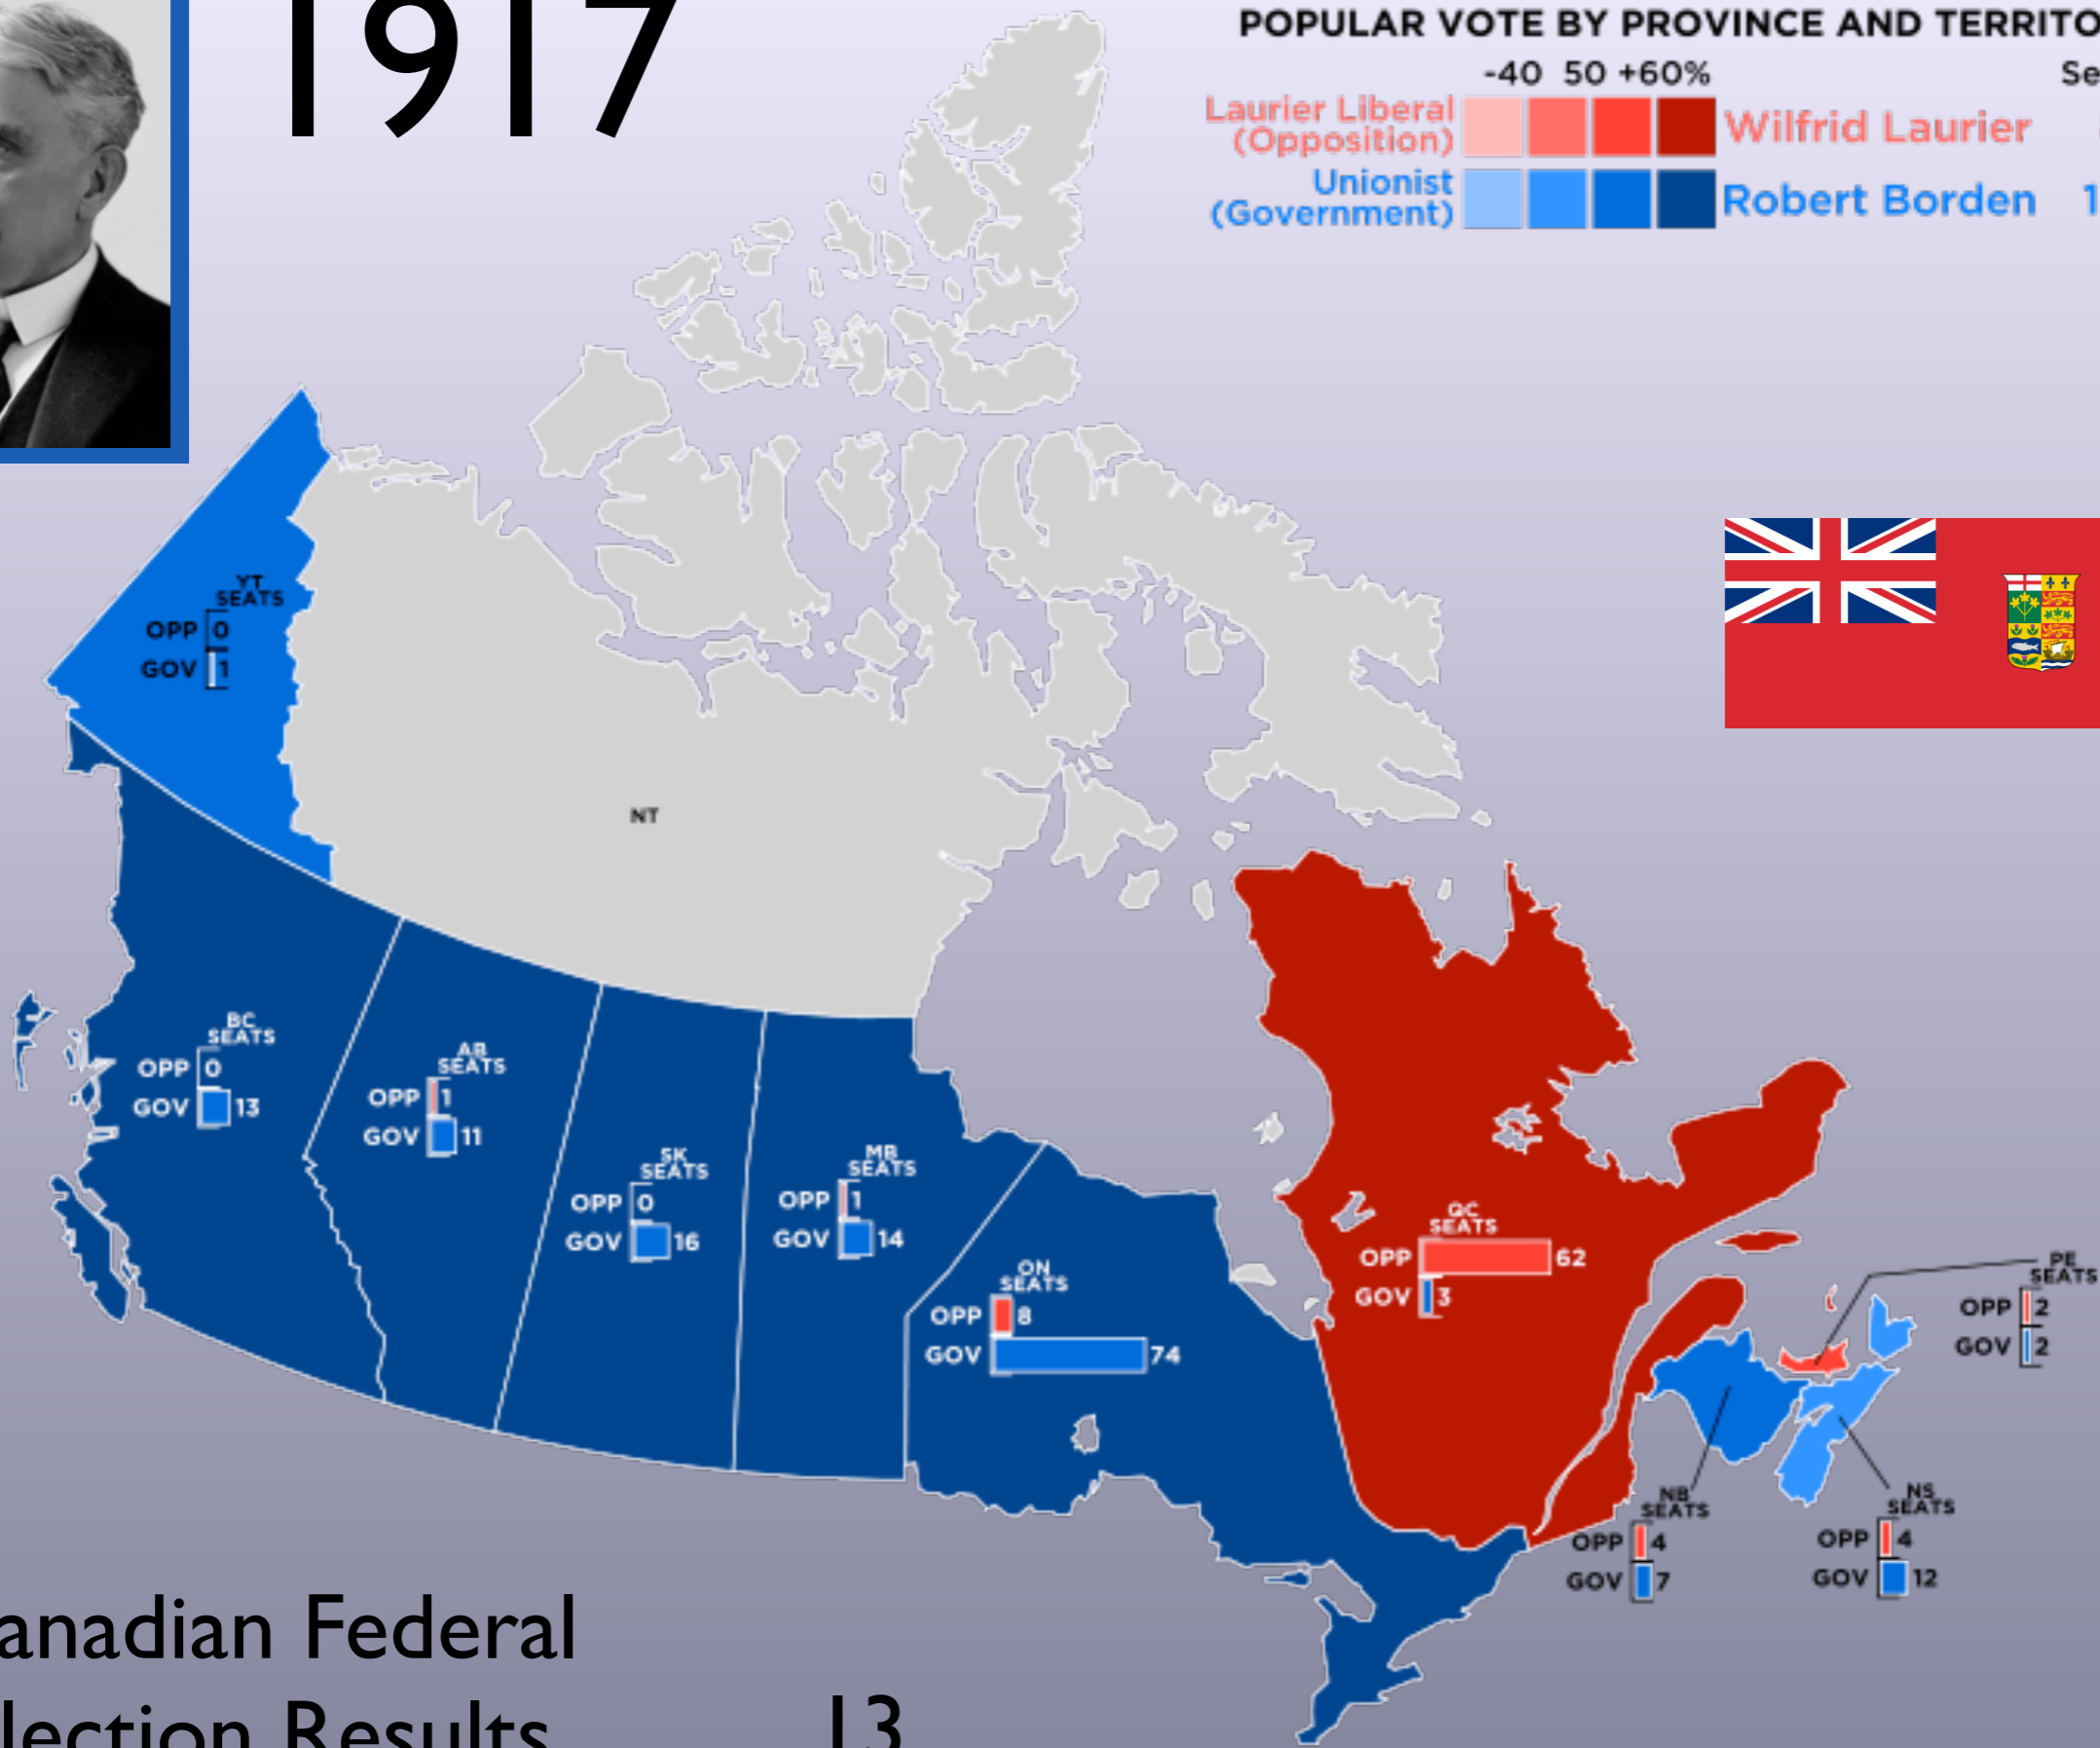 1917
POPULAR VOTE BY PROVINCE AND TERRITO
-40 50 +60% Se
Laurier Liberal
(Opposition)
Wilfrid Laurier
Unionist
(Government)
Robert Borden 1
YT
SEATS
OPP 0
GOV 1
NT
BC
SEATS
OPP 0
GOV 13
AB
SEATS
OPP 1
GOV 11
SK
SEATS
OPP 0
GOV 16
MB
SEATS
OPP 1
GOV 14
ON
SEATS
OPP 8
GOV 74
QC
SEATS
OPP 62
GOV 3
PE
SEATS
OPP 2
GOV 2
NB
SEATS
OPP 4
GOV 7
NS
SEATS
OPP 4
GOV 12
anadian Federal
lection Results
13